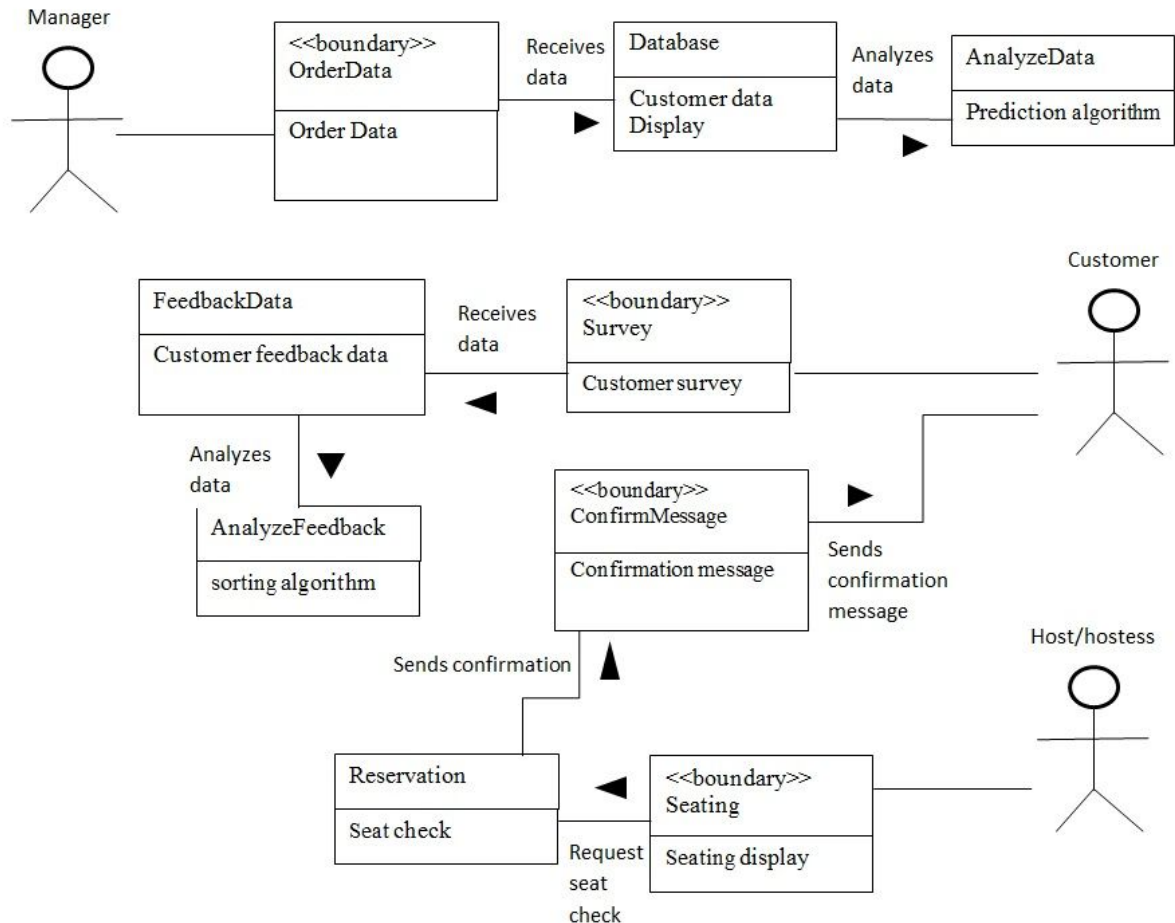 Manager
<<boundary>>
OrderData
Order Data
Receives
data
Database
Customer data
Display
Analyzes
data
AnalyzeData
Prediction algorithm
Customer
FeedbackData
Customer feedback data
Receives
data
<<boundary>>
Survey
Customer survey
Analyzes
data
AnalyzeFeedback
sorting algorithm
<<boundary>>
ConfirmMessage
Confirmation message
Sends
confirmation
message
Host/hostess
Sends confirmation
Reservation
Seat check
Request
seat
check
<<boundary>>
Seating
Seating display